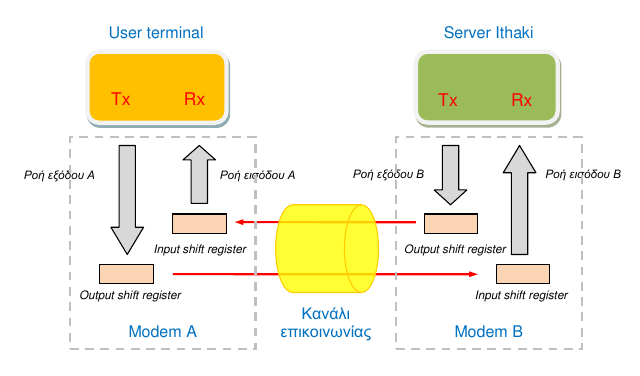 User terminal
Server Ithaki
Tx
Rx
Tx
Rx
Ροή εξόδου Α
Ροή εισόδου Α
Ροή εξόδου Β
Ροή εισόδου Β
Input shift register
Output shift register
Output shift register
Input shift register
Κανάλι
επικοινωνίας
Modem A
Modem B